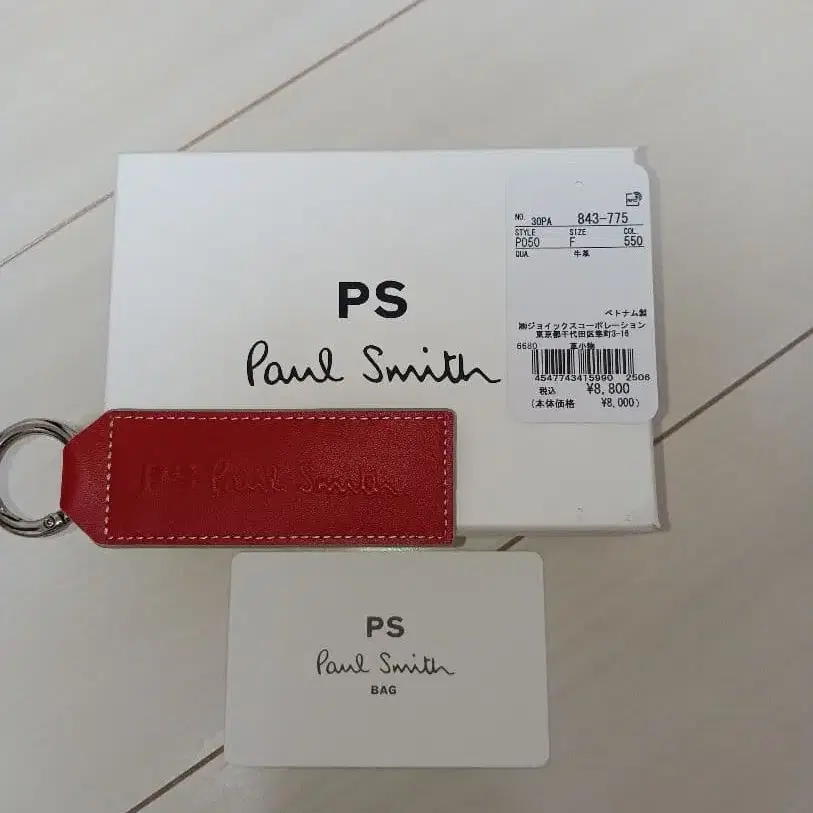 PS
Paul Smith
NO. 30PA 843-775
STYLE SIZE COL
P050 F 550
QUA. 牛革
ベトナム製
㈱ジョイックスコーポレーション
東京都千代田区隼町3-16
6680 革小物
4547743415990 2506
税込 ¥8,800
(本体価格 ¥8,000)
Paul Smith
PS
Paul Smith
BAG